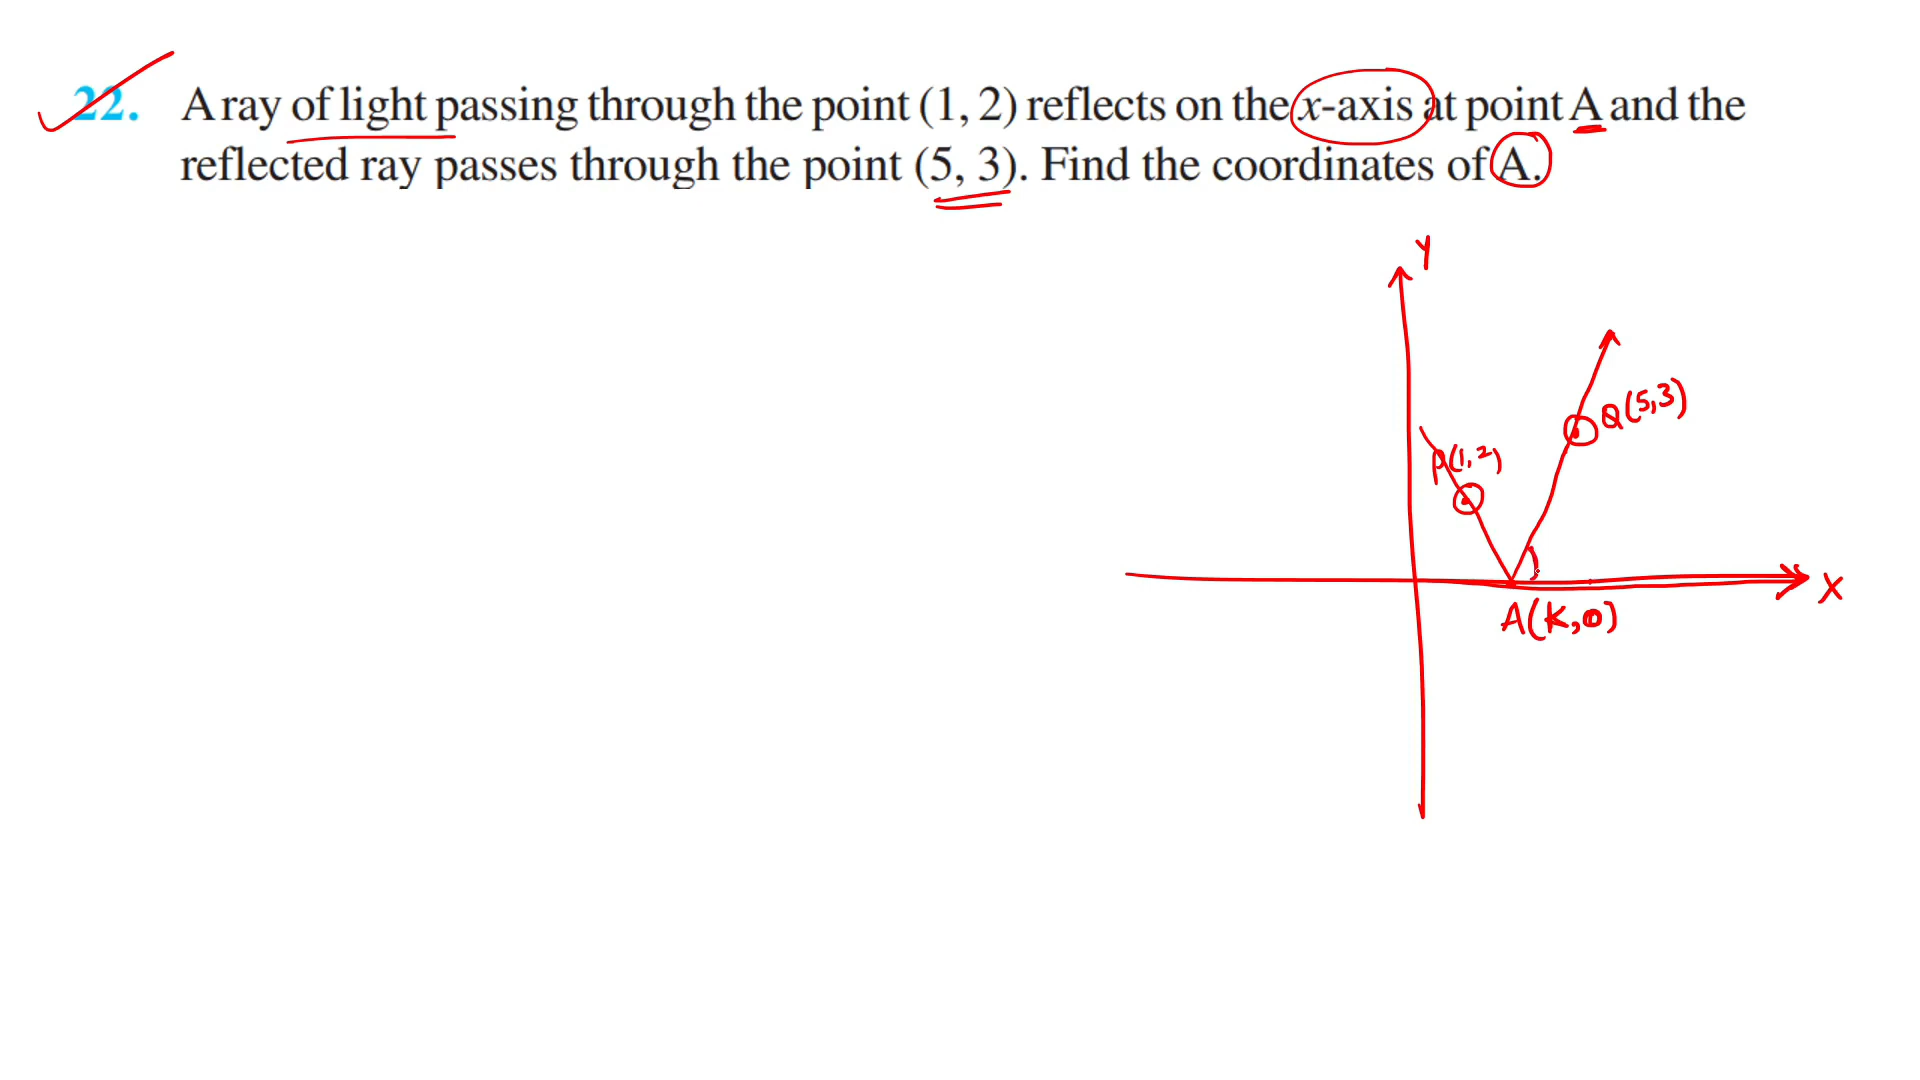 22. A ray of light passing through the point (1, 2) reflects on the x-axis at point A and the
reflected ray passes through the point (5, 3). Find the coordinates of A.
Y
Q(5,3)
P(1,2)
X
A(K,0)